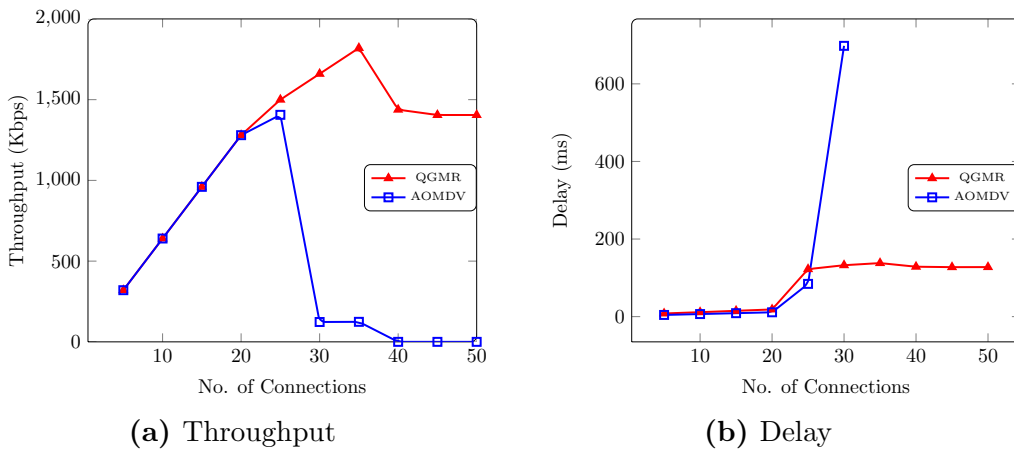 2,000
1,500
1,000
500
0
Throughput (Kbps)
10 20 30 40 50
No. of Connections
QGMR
AOMDV
(a) Throughput
600
400
200
0
Delay (ms)
10 20 30 40 50
No. of Connections
QGMR
AOMDV
(b) Delay